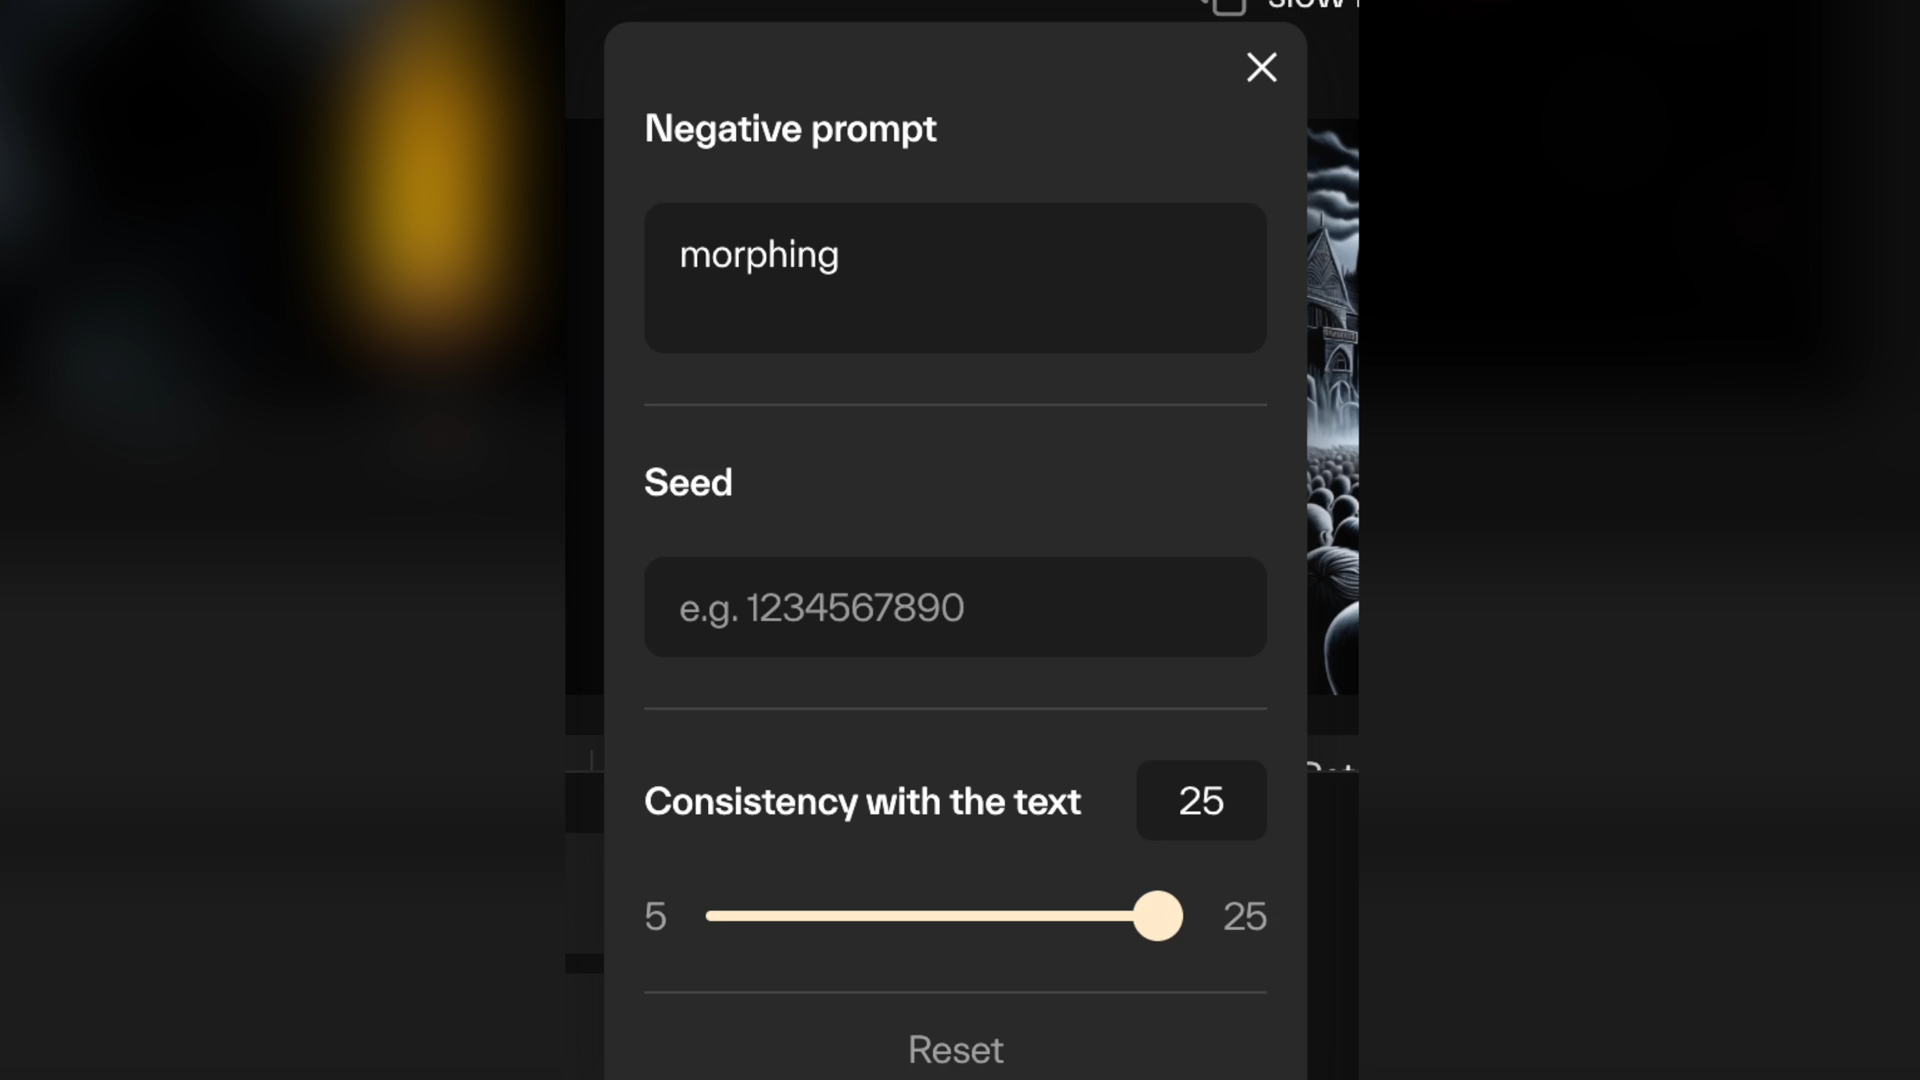 Negative prompt
morphing
Seed
e.g. 1234567890
Consistency with the text
25
5
25
Reset